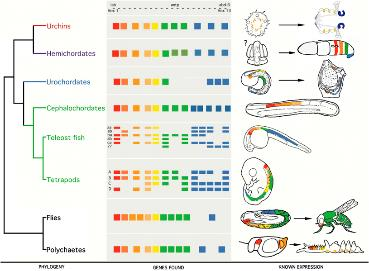 Urchins
Hemichordates
Urochordates
Cephalochordates
Teleost fish
Tetrapods
Flies
Polychaetes
A
B
C
D
PHYLOGENY
GENES FOUND
KNOWN EXPRESSION